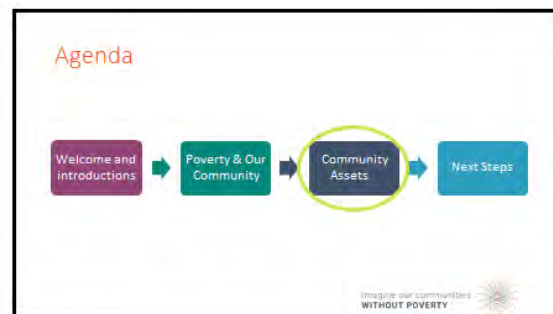 Agenda
Welcome and
introductions
Poverty & Our
Community
Community
Assets
Next Steps
Imagine our communities
WITHOUT POVERTY